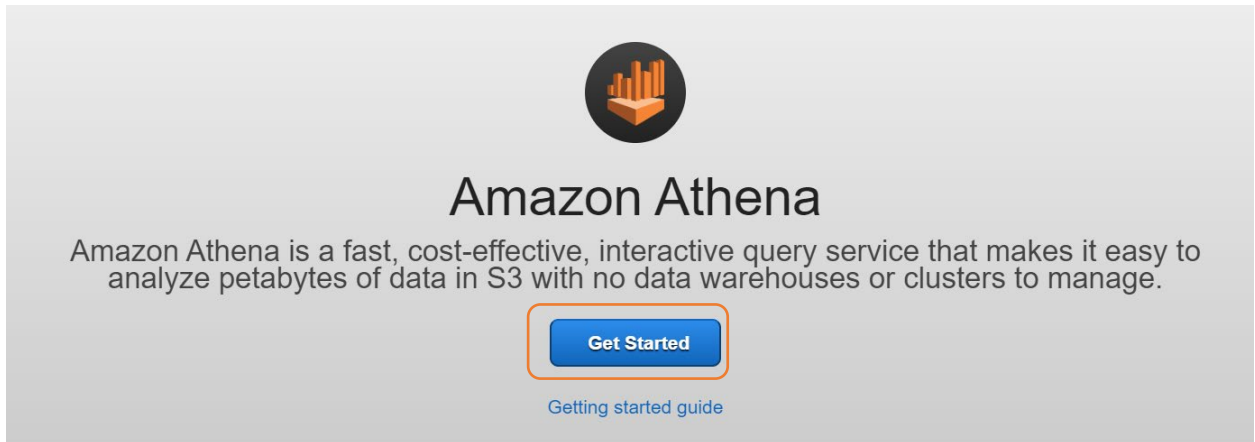 Amazon Athena
Amazon Athena is a fast, cost-effective, interactive query service that makes it easy to
analyze petabytes of data in S3 with no data warehouses or clusters to manage.
Get Started
Getting started guide